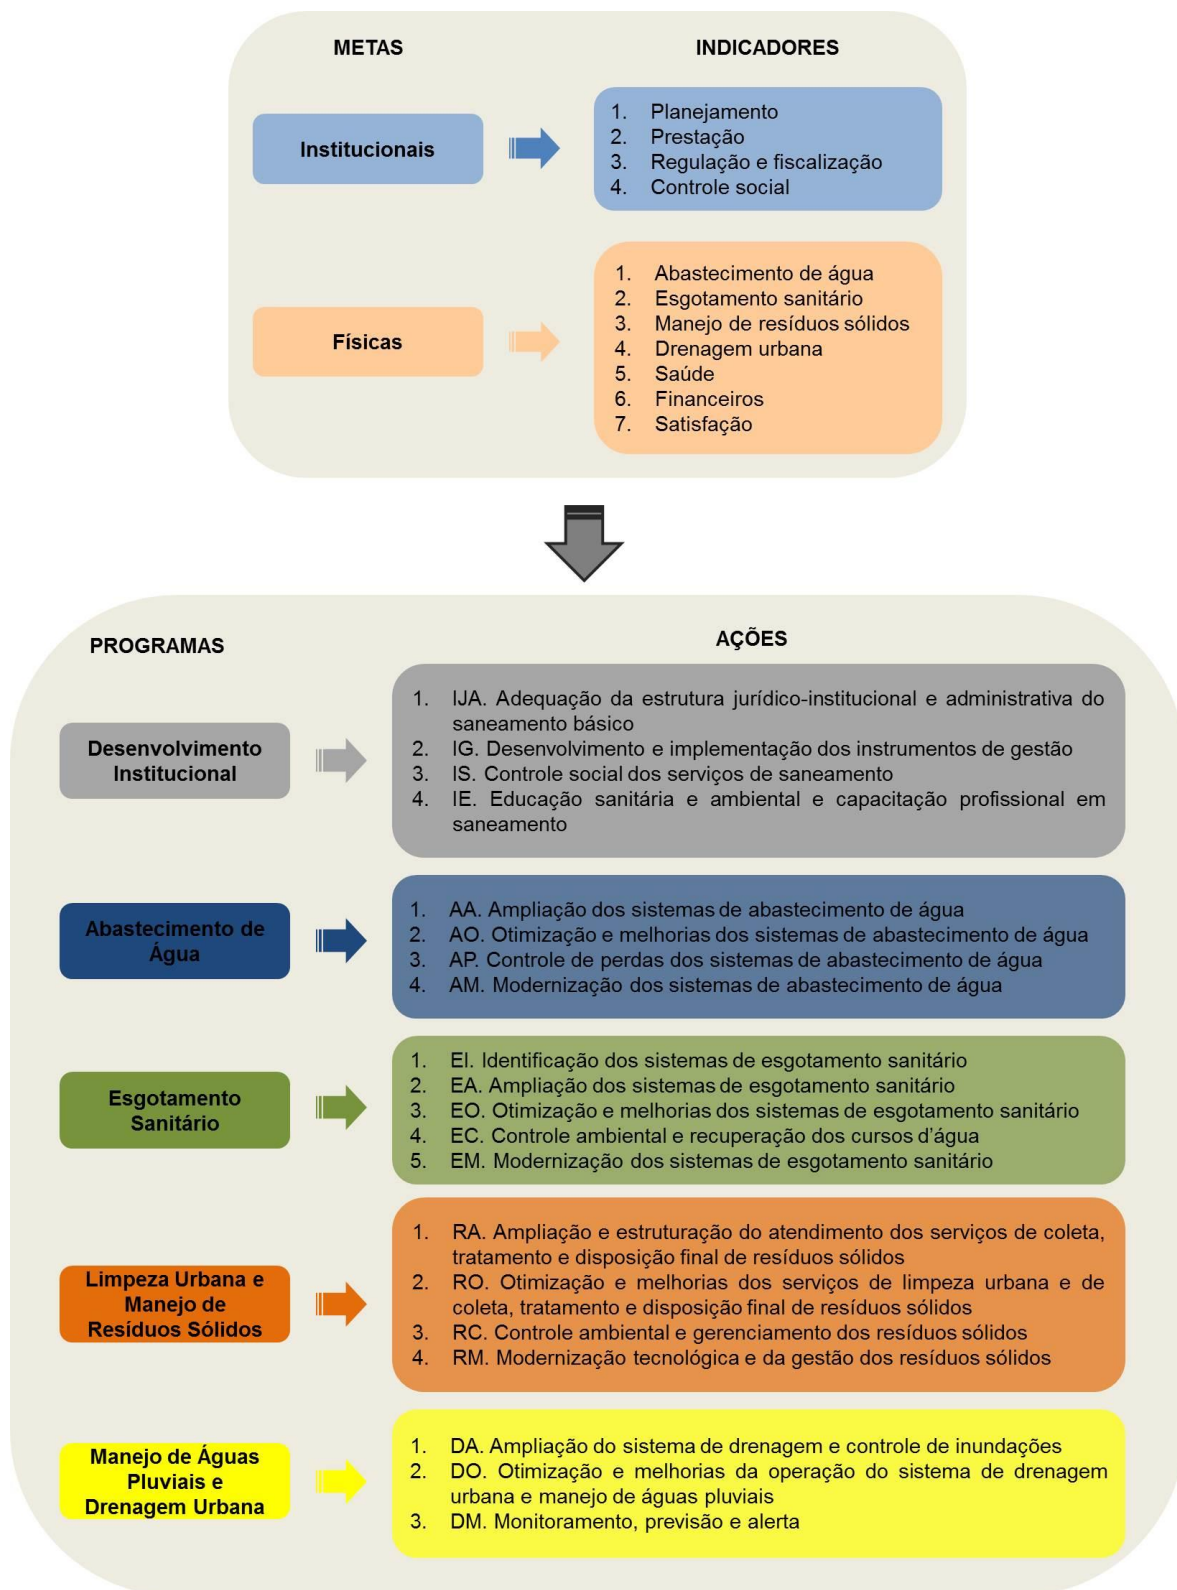 METAS
INDICADORES
Institucionais
1. Planejamento
2. Prestação
3. Regulação e fiscalização
4. Controle social
Físicas
1. Abastecimento de água
2. Esgotamento sanitário
3. Manejo de resíduos sólidos
4. Drenagem urbana
5. Saúde
6. Financeiros
7. Satisfação
PROGRAMAS
AÇÕES
Desenvolvimento
Institucional
1. IJA. Adequação da estrutura jurídico-institucional e administrativa do
saneamento básico
2. IG. Desenvolvimento e implementação dos instrumentos de gestão
3. IS. Controle social dos serviços de saneamento
4. IE. Educação sanitária e ambiental e capacitação profissional em
saneamento
Abastecimento de
Água
1. AA. Ampliação dos sistemas de abastecimento de água
2. AO. Otimização e melhorias dos sistemas de abastecimento de água
3. AP. Controle de perdas dos sistemas de abastecimento de água
4. AM. Modernização dos sistemas de abastecimento de água
Esgotamento
Sanitário
1. EI. Identificação dos sistemas de esgotamento sanitário
2. EA. Ampliação dos sistemas de esgotamento sanitário
3. EO. Otimização e melhorias dos sistemas de esgotamento sanitário
4. EC. Controle ambiental e recuperação dos cursos d’água
5. EM. Modernização dos sistemas de esgotamento sanitário
Limpeza Urbana e
Manejo de
Resíduos Sólidos
1. RA. Ampliação e estruturação do atendimento dos serviços de coleta,
tratamento e disposição final de resíduos sólidos
2. RO. Otimização e melhorias dos serviços de limpeza urbana e de
coleta, tratamento e disposição final de resíduos sólidos
3. RC. Controle ambiental e gerenciamento dos resíduos sólidos
4. RM. Modernização tecnológica e da gestão dos resíduos sólidos
Manejo de Águas
Pluviais e
Drenagem Urbana
1. DA. Ampliação do sistema de drenagem e controle de inundações
2. DO. Otimização e melhorias da operação do sistema de drenagem
urbana e manejo de águas pluviais
3. DM. Monitoramento, previsão e alerta